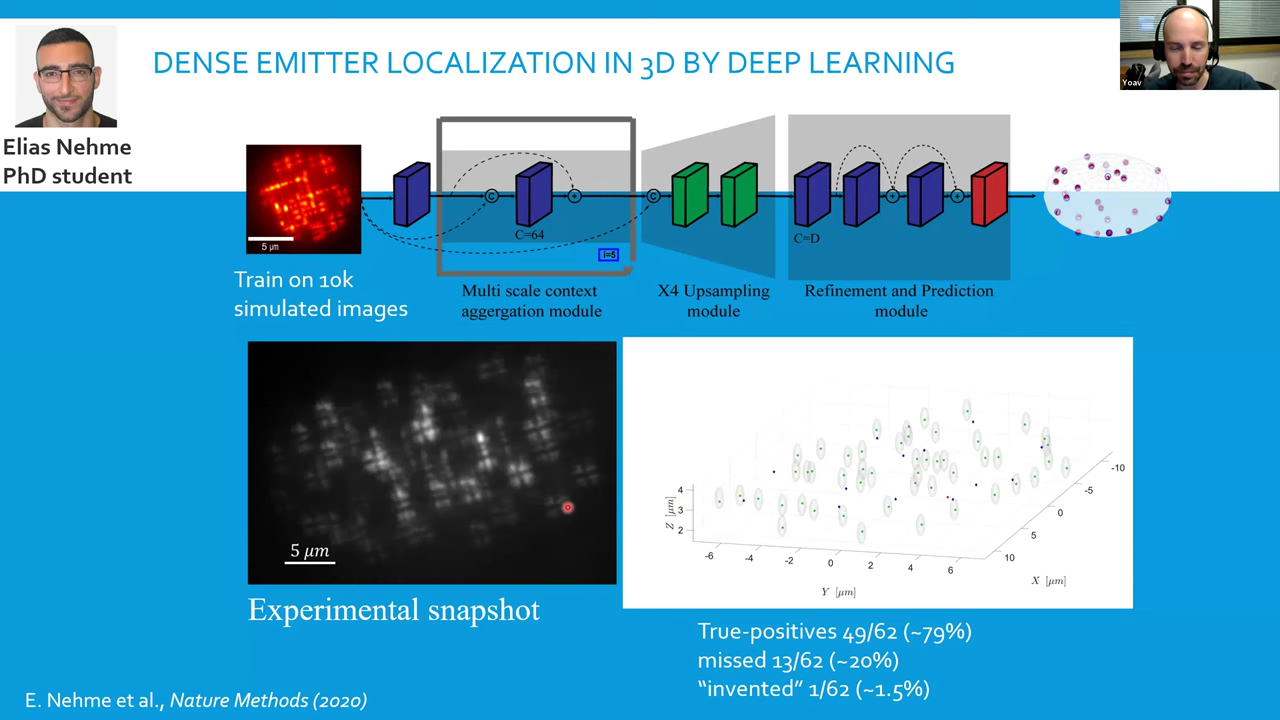 DENSE EMITTER LOCALIZATION IN 3D BY DEEP LEARNING
Yoav
Elias Nehme
PhD student
5 μm
C
+
C
+
+
C=64
C=D
i=5
Train on 10k
simulated images
Multi scale context
aggergation module
X4 Upsampling
module
Refinement and Prediction
module
5 μm
Experimental snapshot
4
3
2
Z [μm]
-6
-4
-2
0
2
4
6
Y [μm]
10
5
0
-5
-10
X [μm]
True-positives 49/62 (~79%)
missed 13/62 (~20%)
“invented” 1/62 (~1.5%)
E. Nehme et al., Nature Methods (2020)